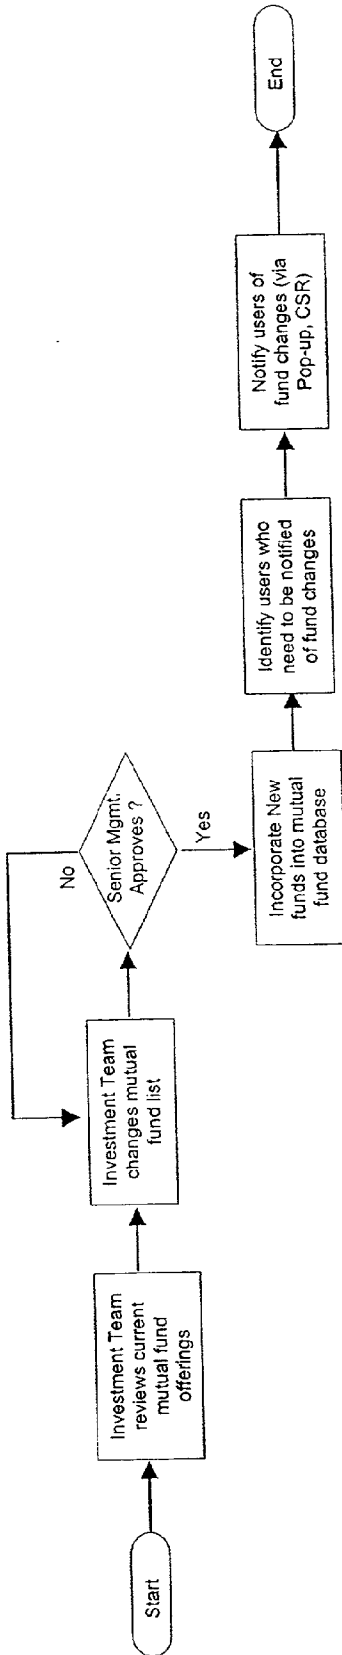 Start
Investment Team
reviews current
mutual fund
offerings
Investment Team
changes mutual
fund list
Senior Mgmt.
Approves ?
No
Yes
Incorporate New
funds into mutual
fund database
Identify users who
need to be notified
of fund changes
Notify users of
fund changes (via
Pop-up, CSR)
End